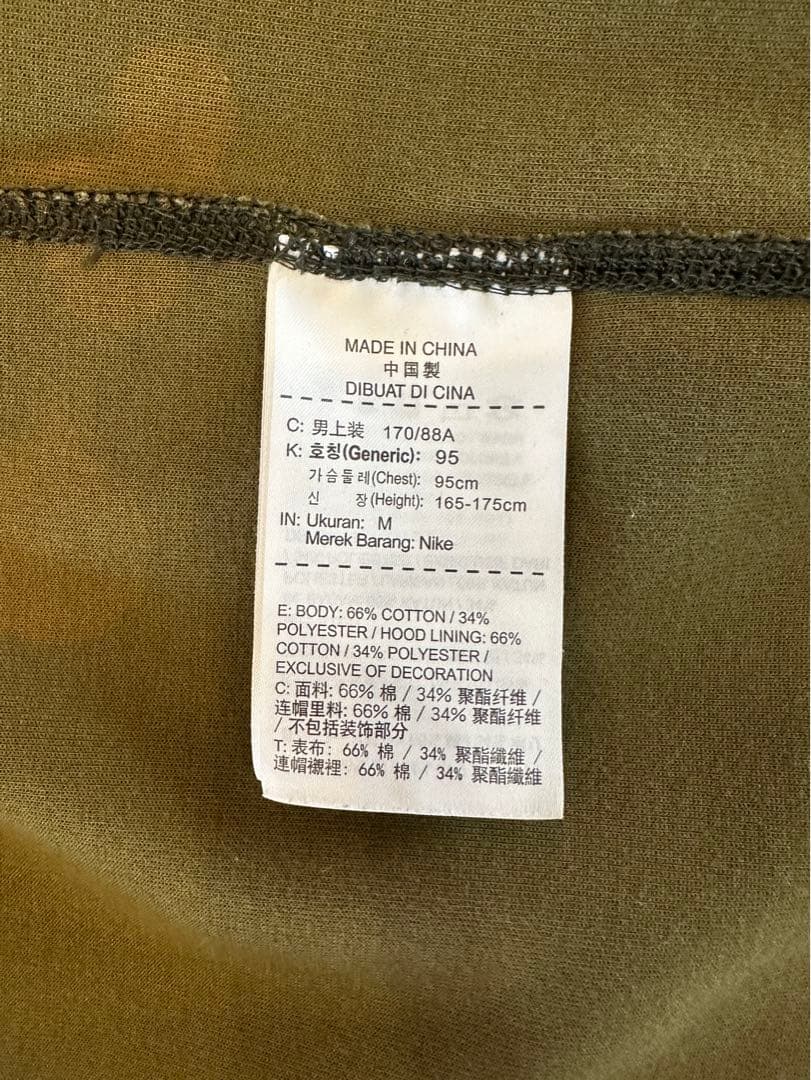 MADE IN CHINA
中国製
DIBUAT DI CINA
C: 男上装 170/88A
K: 호칭(Generic): 95
가슴둘레(Chest): 95cm
신 장(Height): 165-175cm
IN: Ukuran: M
Merek Barang: Nike
E: BODY: 66% COTTON / 34%
POLYESTER / HOOD LINING: 66%
COTTON / 34% POLYESTER /
EXCLUSIVE OF DECORATION
C: 面料: 66% 棉 / 34% 聚酯纤维 /
连帽里料: 66% 棉 / 34% 聚酯纤维
/ 不包括装饰部分
T: 表布: 66% 棉 / 34% 聚酯纖維 /
連帽襯裡: 66% 棉 / 34% 聚酯纖維